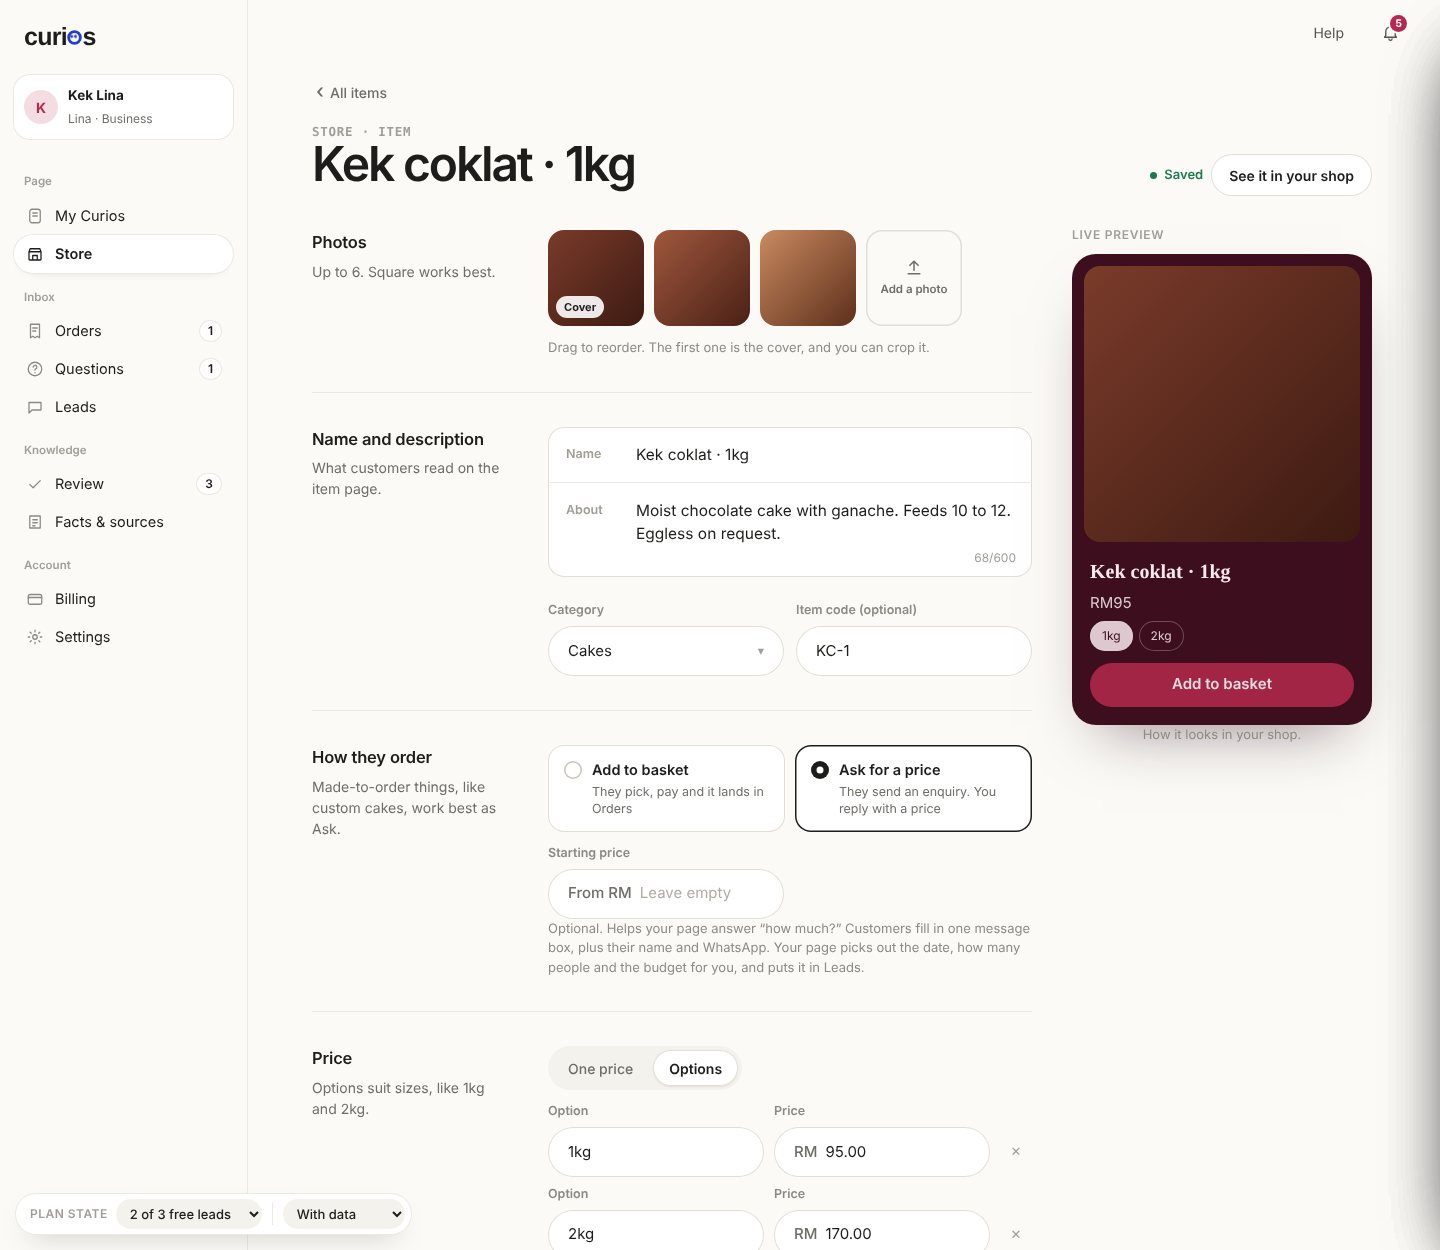 curios
Help
5
K
Kek Lina
Lina · Business
Page
My Curios
Store
Inbox
Orders 1
Questions 1
Leads
Knowledge
Review 3
Facts & sources
Account
Billing
Settings
All items
STORE · ITEM
Kek coklat · 1kg
Saved
See it in your shop
Photos
Up to 6. Square works best.
Cover
Add a photo
Drag to reorder. The first one is the cover, and you can crop it.
Name and description
What customers read on the
item page.
Name Kek coklat · 1kg
About Moist chocolate cake with ganache. Feeds 10 to 12.
Eggless on request.
68/600
Category
Cakes
Item code (optional)
KC-1
How they order
Made-to-order things, like
custom cakes, work best as
Ask.
Add to basket
They pick, pay and it lands in
Orders
Ask for a price
They send an enquiry. You
reply with a price
Starting price
From RM Leave empty
Optional. Helps your page answer “how much?” Customers fill in one message
box, plus their name and WhatsApp. Your page picks out the date, how many
people and the budget for you, and puts it in Leads.
Price
Options suit sizes, like 1kg
and 2kg.
One price Options
Option Price
1kg RM 95.00 ×
Option Price
2kg RM 170.00 ×
LIVE PREVIEW
Kek coklat · 1kg
RM95
1kg 2kg
Add to basket
How it looks in your shop.
PLAN STATE 2 of 3 free leads With data